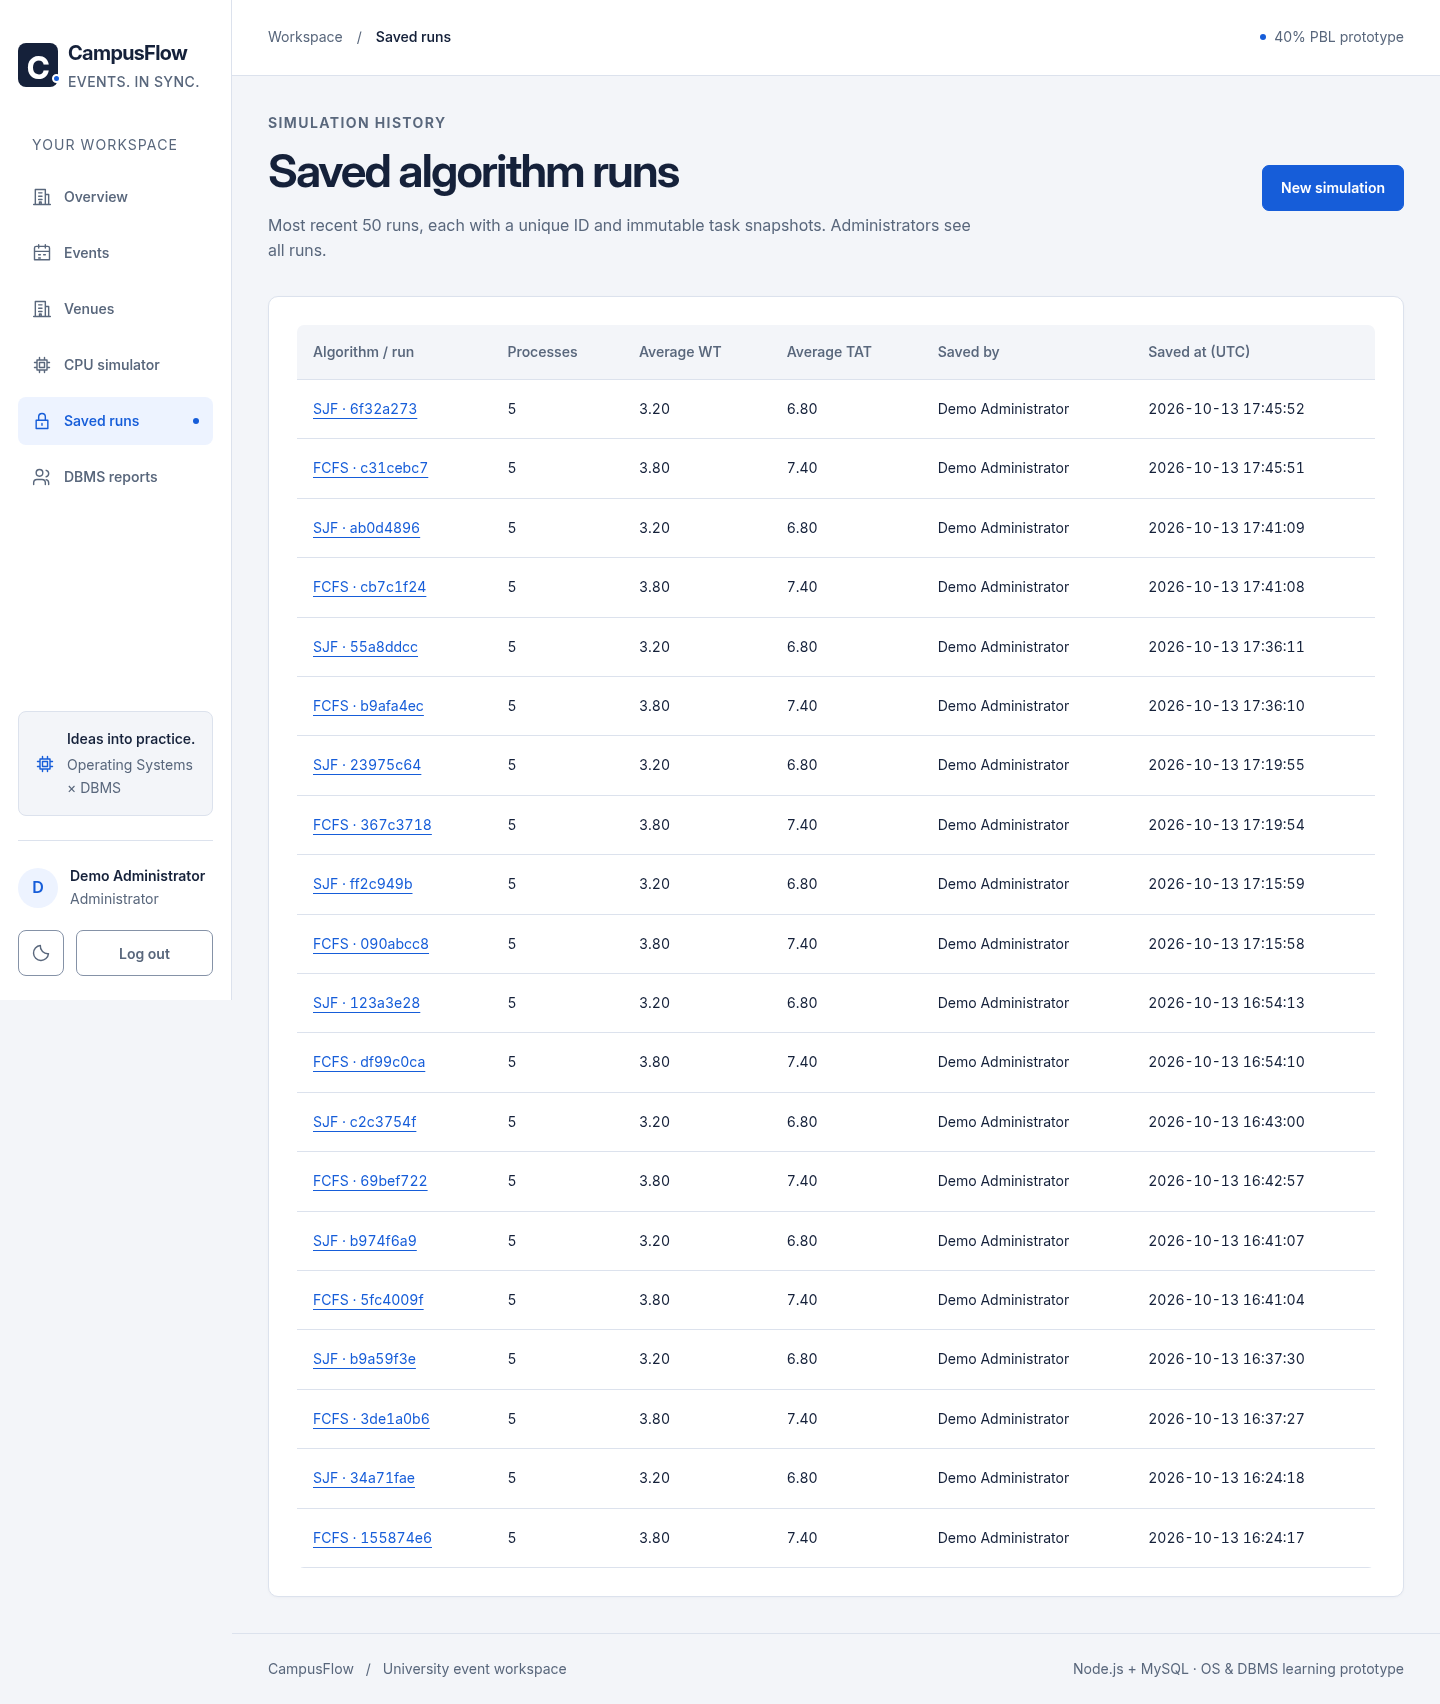 CampusFlow
EVENTS. IN SYNC.
YOUR WORKSPACE
Overview
Events
Venues
CPU simulator
Saved runs
DBMS reports
Ideas into practice.
Operating Systems
× DBMS
D
Demo Administrator
Administrator
Log out
Workspace / Saved runs
40% PBL prototype
SIMULATION HISTORY
Saved algorithm runs
Most recent 50 runs, each with a unique ID and immutable task snapshots. Administrators see
all runs.
New simulation
Algorithm / run Processes Average WT Average TAT Saved by Saved at (UTC)
SJF · 6f32a273 5 3.20 6.80 Demo Administrator 2026-10-13 17:45:52
FCFS · c31cebc7 5 3.80 7.40 Demo Administrator 2026-10-13 17:45:51
SJF · ab0d4896 5 3.20 6.80 Demo Administrator 2026-10-13 17:41:09
FCFS · cb7c1f24 5 3.80 7.40 Demo Administrator 2026-10-13 17:41:08
SJF · 55a8ddcc 5 3.20 6.80 Demo Administrator 2026-10-13 17:36:11
FCFS · b9afa4ec 5 3.80 7.40 Demo Administrator 2026-10-13 17:36:10
SJF · 23975c64 5 3.20 6.80 Demo Administrator 2026-10-13 17:19:55
FCFS · 367c3718 5 3.80 7.40 Demo Administrator 2026-10-13 17:19:54
SJF · ff2c949b 5 3.20 6.80 Demo Administrator 2026-10-13 17:15:59
FCFS · 090abcc8 5 3.80 7.40 Demo Administrator 2026-10-13 17:15:58
SJF · 123a3e28 5 3.20 6.80 Demo Administrator 2026-10-13 16:54:13
FCFS · df99c0ca 5 3.80 7.40 Demo Administrator 2026-10-13 16:54:10
SJF · c2c3754f 5 3.20 6.80 Demo Administrator 2026-10-13 16:43:00
FCFS · 69bef722 5 3.80 7.40 Demo Administrator 2026-10-13 16:42:57
SJF · b974f6a9 5 3.20 6.80 Demo Administrator 2026-10-13 16:41:07
FCFS · 5fc4009f 5 3.80 7.40 Demo Administrator 2026-10-13 16:41:04
SJF · b9a59f3e 5 3.20 6.80 Demo Administrator 2026-10-13 16:37:30
FCFS · 3de1a0b6 5 3.80 7.40 Demo Administrator 2026-10-13 16:37:27
SJF · 34a71fae 5 3.20 6.80 Demo Administrator 2026-10-13 16:24:18
FCFS · 155874e6 5 3.80 7.40 Demo Administrator 2026-10-13 16:24:17
CampusFlow / University event workspace
Node.js + MySQL · OS & DBMS learning prototype